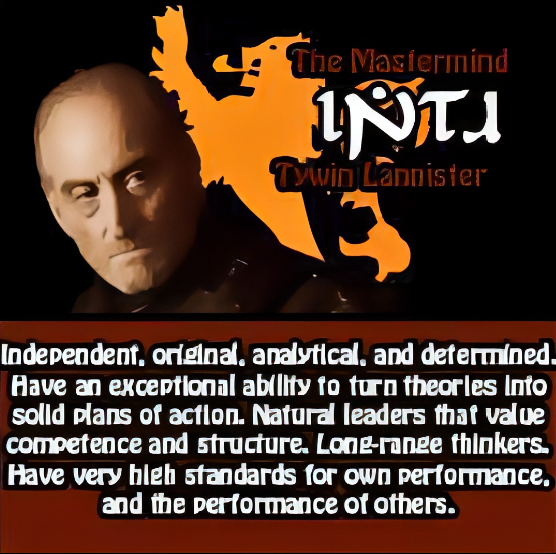 The Mastermind
INTJ
Tywin Lannister
Independent, original, analytical, and determined.
Have an exceptional ability to turn theories into
solid plans of action. Natural leaders that value
competence and structure. Long-range thinkers.
Have very high standards for own performance,
and the performance of others.